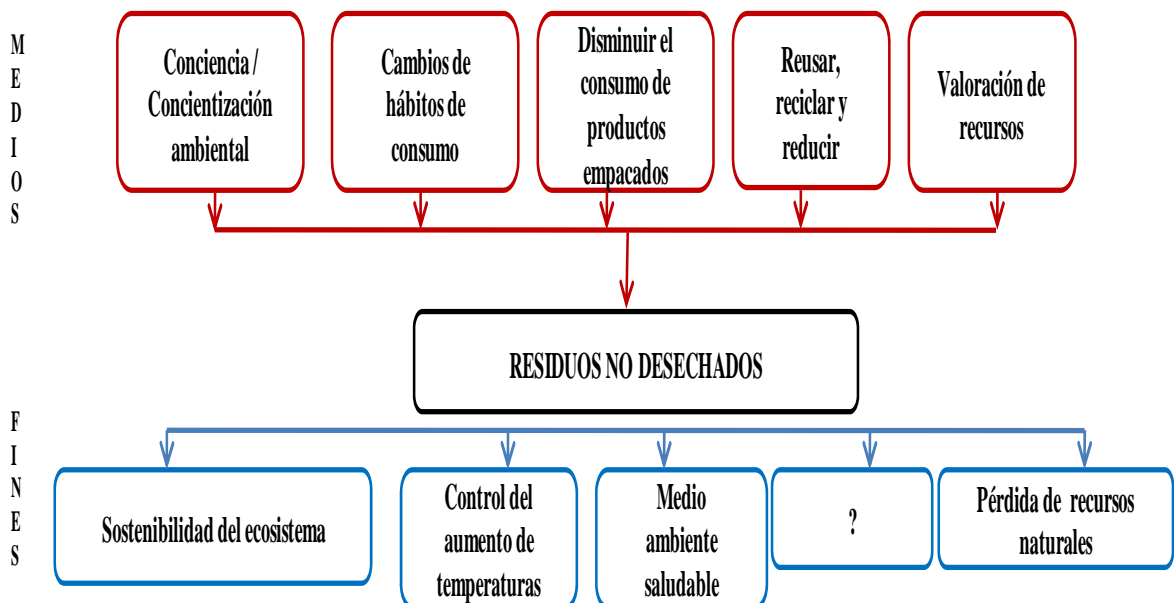 MEDIOS
Conciencia /
Concientización
ambiental
Cambios de
hábitos de
consumo
Disminuir el
consumo de
productos
empacados
Reusar,
reciclar y
reducir
Valoración de
recursos
RESIDUOS NO DESECHADOS
FINES
Sostenibilidad del ecosistema
Control del
aumento de
temperaturas
Medio
ambiente
saludable
?
Pérdida de recursos
naturales